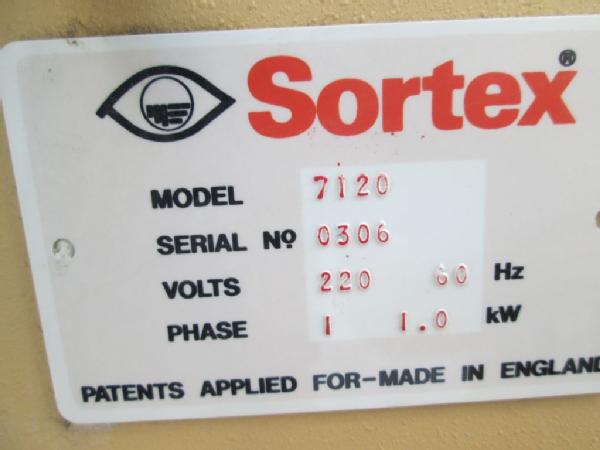 Sortex®
MODEL 7120
SERIAL Nº 0306
VOLTS 220 60 Hz
PHASE 1 1.0 kW
PATENTS APPLIED FOR-MADE IN ENGLAND